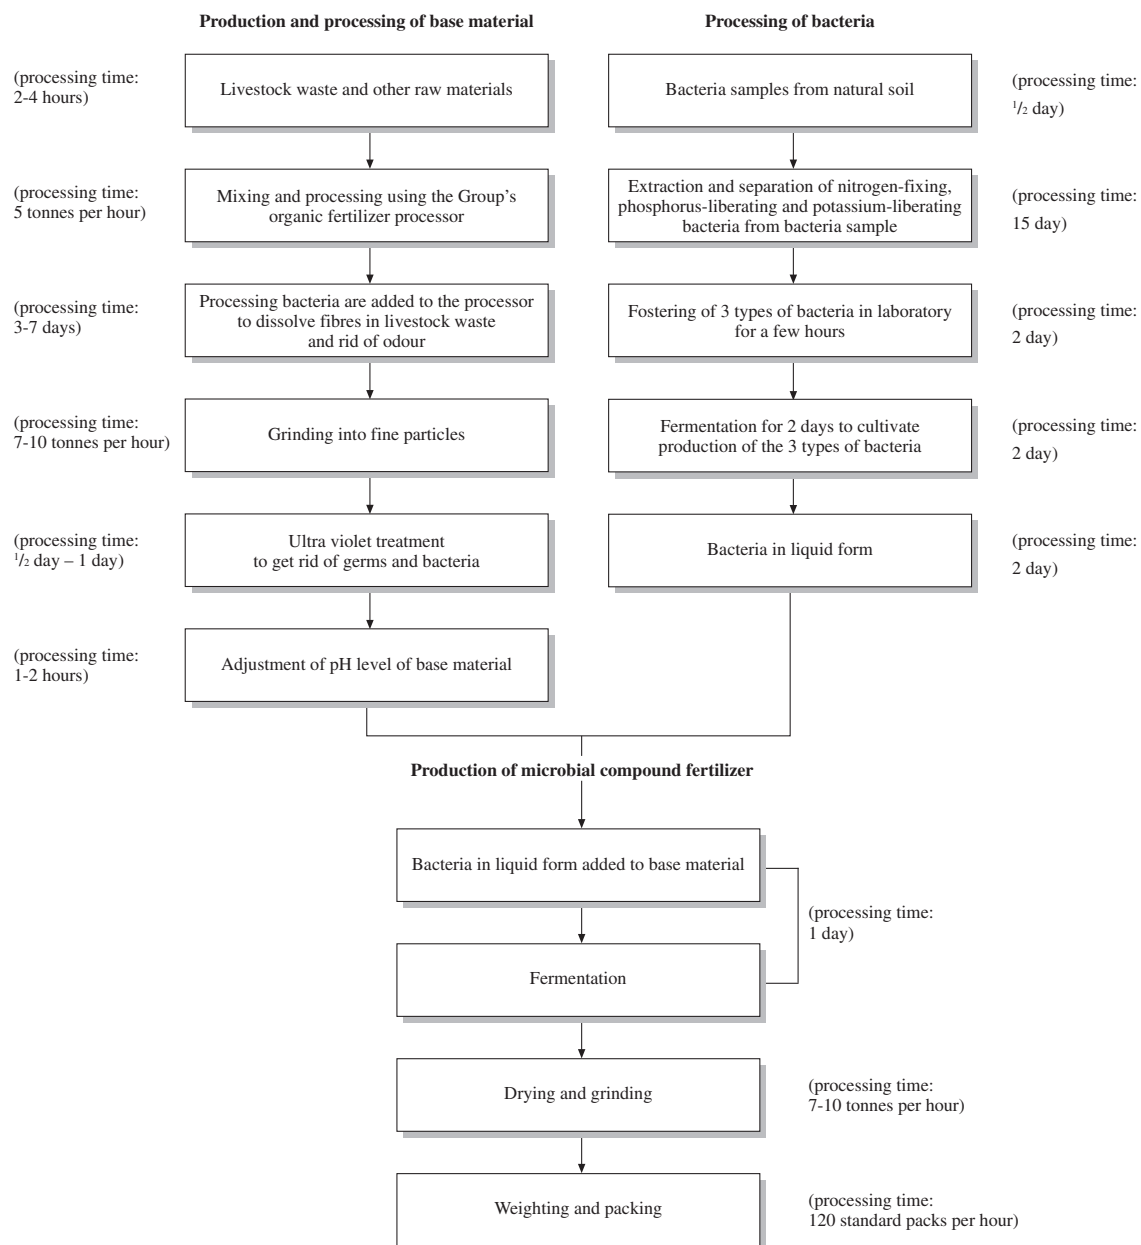 Production and processing of base material
(processing time:
2-4 hours)
Livestock waste and other raw materials
(processing time:
5 tonnes per hour)
Mixing and processing using the Group's
organic fertilizer processor
(processing time:
3-7 days)
Processing bacteria are added to the processor
to dissolve fibres in livestock waste
and rid of odour
(processing time:
7-10 tonnes per hour)
Grinding into fine particles
(processing time:
1/2 day – 1 day)
Ultra violet treatment
to get rid of germs and bacteria
(processing time:
1-2 hours)
Adjustment of pH level of base material
Processing of bacteria
Bacteria samples from natural soil
(processing time:
1/2 day)
Extraction and separation of nitrogen-fixing,
phosphorus-liberating and potassium-liberating
bacteria from bacteria sample
(processing time:
15 day)
Fostering of 3 types of bacteria in laboratory
for a few hours
(processing time:
2 day)
Fermentation for 2 days to cultivate
production of the 3 types of bacteria
(processing time:
2 day)
Bacteria in liquid form
(processing time:
2 day)
Production of microbial compound fertilizer
Bacteria in liquid form added to base material
Fermentation
(processing time:
1 day)
Drying and grinding
(processing time:
7-10 tonnes per hour)
Weighting and packing
(processing time:
120 standard packs per hour)